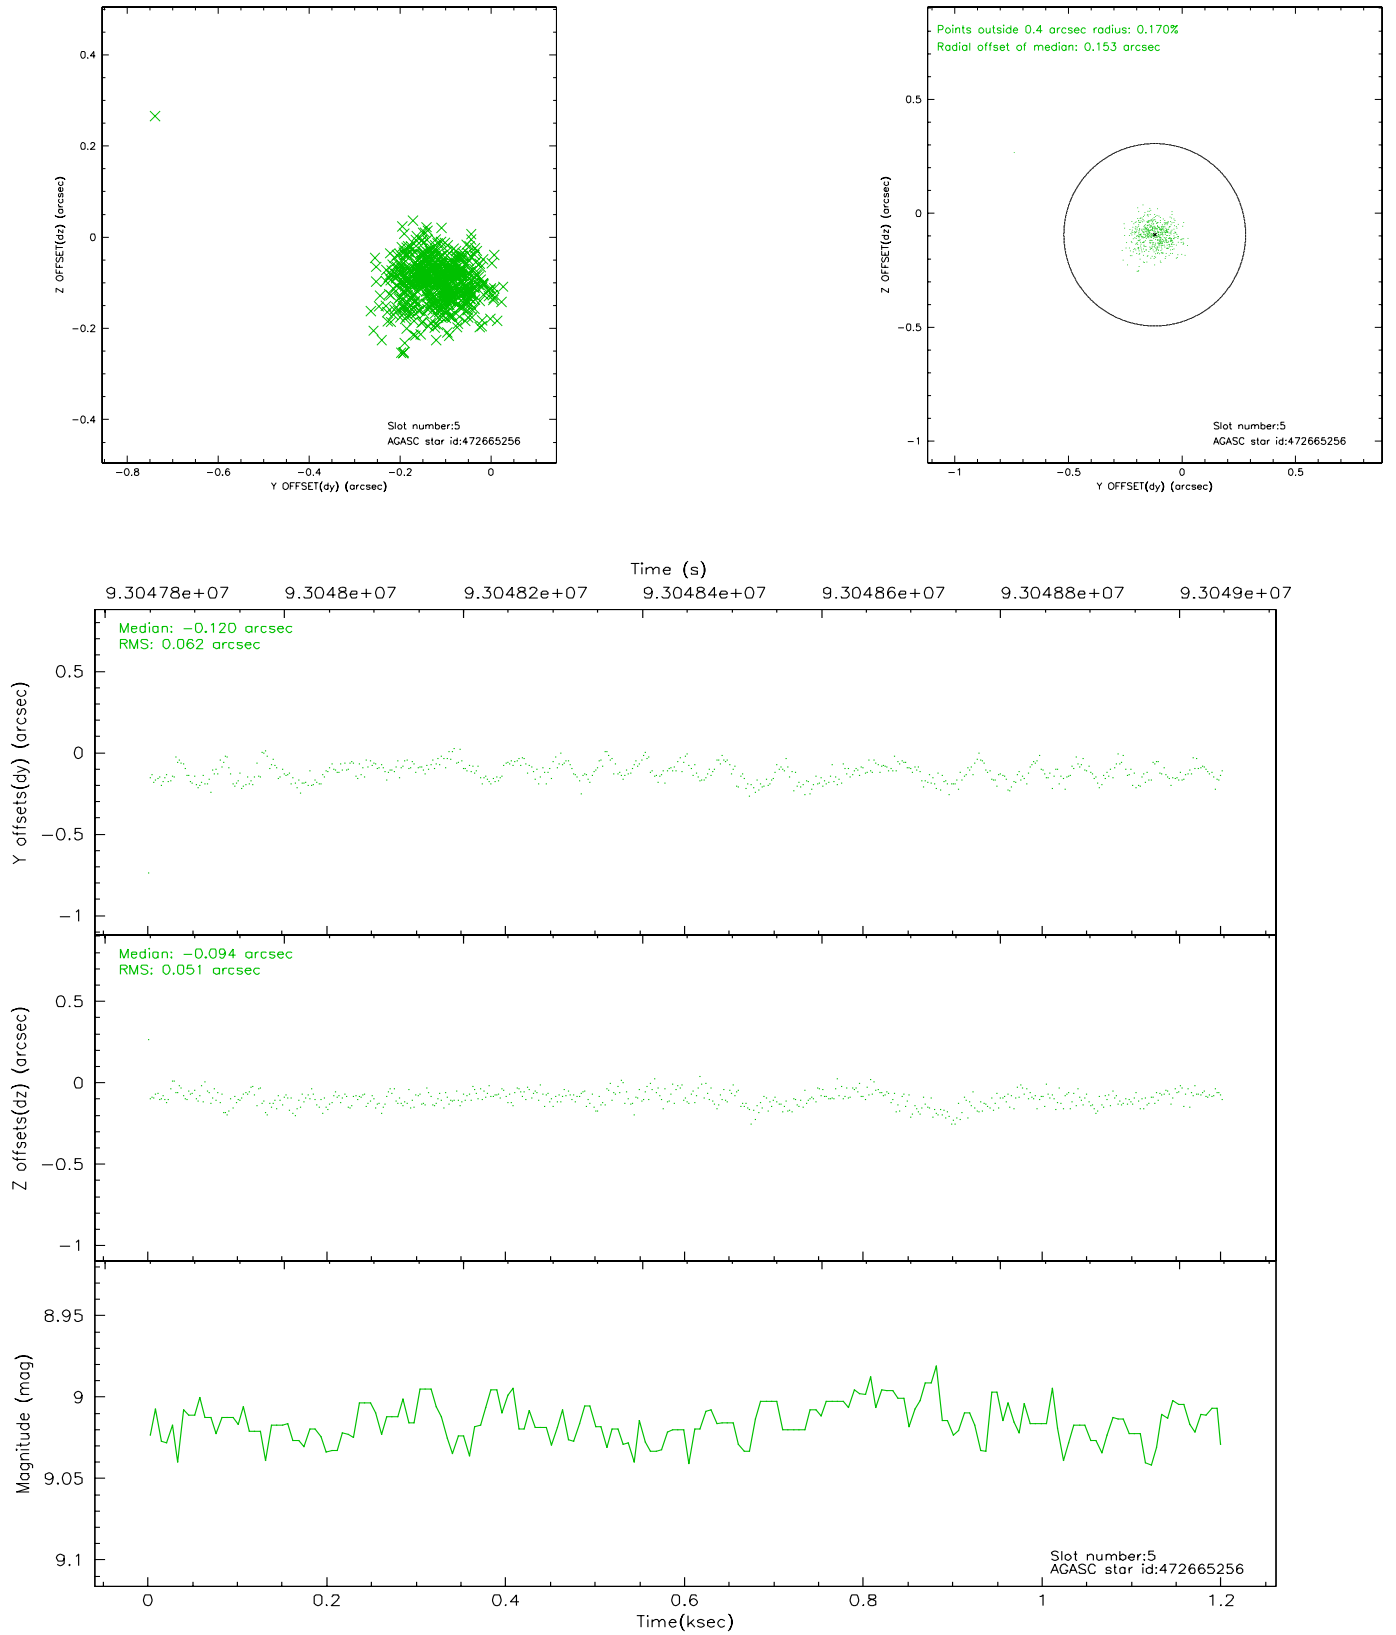 0.4
0.2
0
−0.2
−0.4
Z OFFSET(dz) (arcsec)
Slot number:5
AGASC star id:472665256
−0.8 −0.6 −0.4 −0.2 0
Y OFFSET(dy) (arcsec)
Points outside 0.4 arcsec radius: 0.170%
Radial offset of median: 0.153 arcsec
0.5
0
−0.5
−1
Z OFFSET(dz) (arcsec)
Slot number:5
AGASC star id:472665256
−1 −0.5 0 0.5
Y OFFSET(dy) (arcsec)
Time (s)
9.30478e+07 9.3048e+07 9.30482e+07 9.30484e+07 9.30486e+07 9.30488e+07 9.3049e+07
Median: −0.120 arcsec
RMS: 0.062 arcsec
0.5
0
−0.5
−1
Y offsets(dy) (arcsec)
Median: −0.094 arcsec
RMS: 0.051 arcsec
0.5
0
−0.5
−1
Z offsets(dz) (arcsec)
8.95
9
9.05
9.1
Magnitude (mag)
Slot number:5
AGASC star id:472665256
0 0.2 0.4 0.6 0.8 1 1.2
Time(ksec)